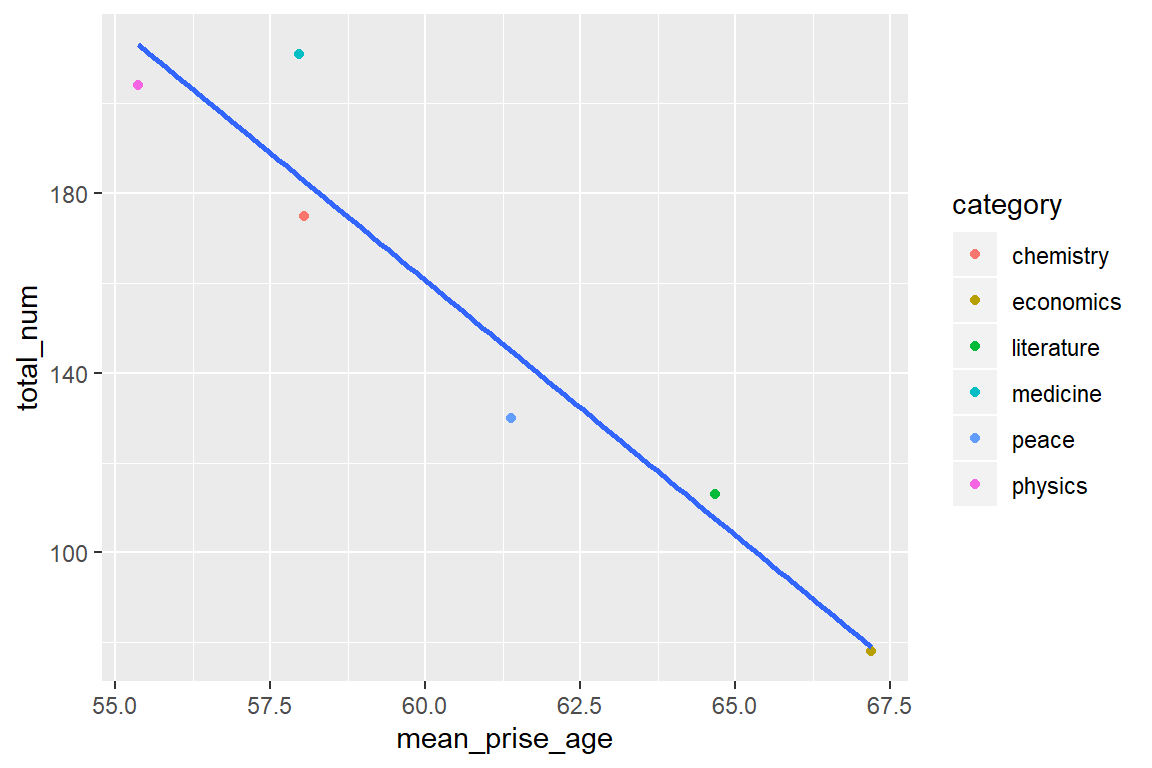 total_num
180
140
100
55.0 57.5 60.0 62.5 65.0 67.5
mean_prise_age
category
chemistry
economics
literature
medicine
peace
physics